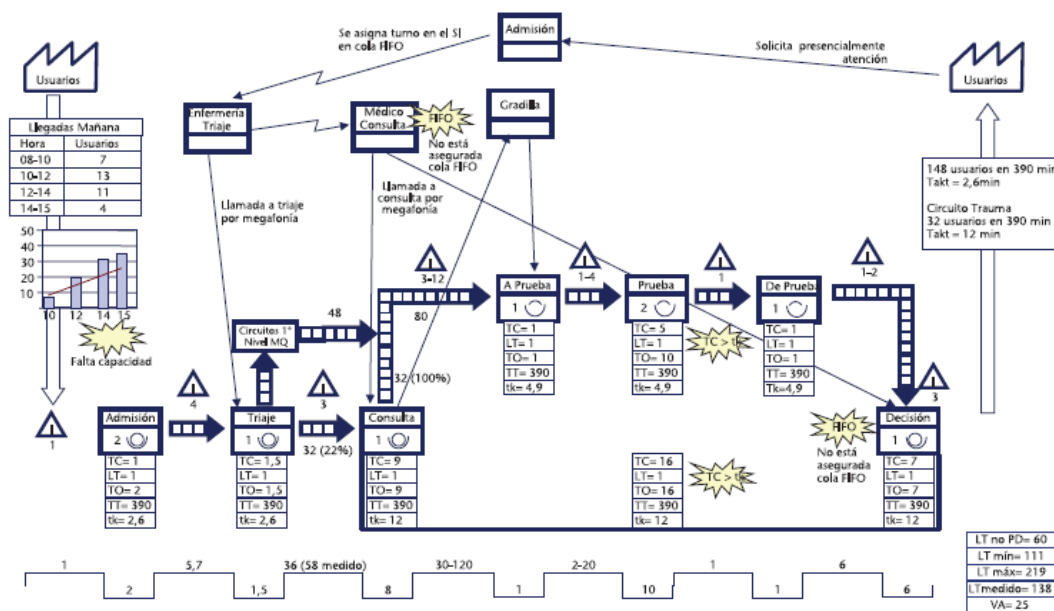 Admisión
Se asigna turno en el SI
en cola FIFO
Solicita presencialmente
atención
Usuarios
Usuarios
Enfermería
Triaje
Médico
Consulta
FIFO
No está
asegurada
cola FIFO
Gradilla
Llegadas Mañana
Hora Usuarios
08-10 7
10-12 13
12-14 11
14-15 4
50
40
30
20
10
10 12 14 15
Falta capacidad
Llamada a triaje
por megafonía
Llamada a
consulta por
megafonía
148 usuarios en 390 min
Takt = 2,6min
Circuito Trauma
32 usuarios en 390 min
Takt = 12 min
I
3-12
80
I
1-4
I
1
I
1-2
A Prueba
1
TC= 1
LT= 1
TO= 1
TT= 390
tk= 4,9
Prueba
2
TC= 5
LT= 1
TO= 10
TT= 390
tk= 4,9
TC > t
De Prueba
1
TC= 1
LT= 1
TO= 1
TT= 390
tk=4,9
Circuitos 1º
Nivel MQ
48
32 (100%)
I
1
Admisión
2
TC= 1
LT= 1
TO= 2
TT= 390
tk= 2,6
I
4
Triaje
1
TC= 1,5
LT= 1
TO= 1,5
TT= 390
tk= 2,6
I
3
32 (22%)
Consulta
1
TC= 9
LT= 1
TO= 9
TT= 390
tk= 12
TC= 16
LT= 1
TO= 16
TT= 390
tk= 12
TC > t
FIFO
No está
asegurada
cola FIFO
I
3
Decisión
1
TC= 7
LT= 1
TO= 7
TT= 390
tk= 12
1 5,7 36 (58 medido) 30-120 2-20 1 6
2 1,5 8 1 10 1 6
LT no PD= 60
LT mín= 111
LT máx= 219
LTmedido= 138
VA= 25